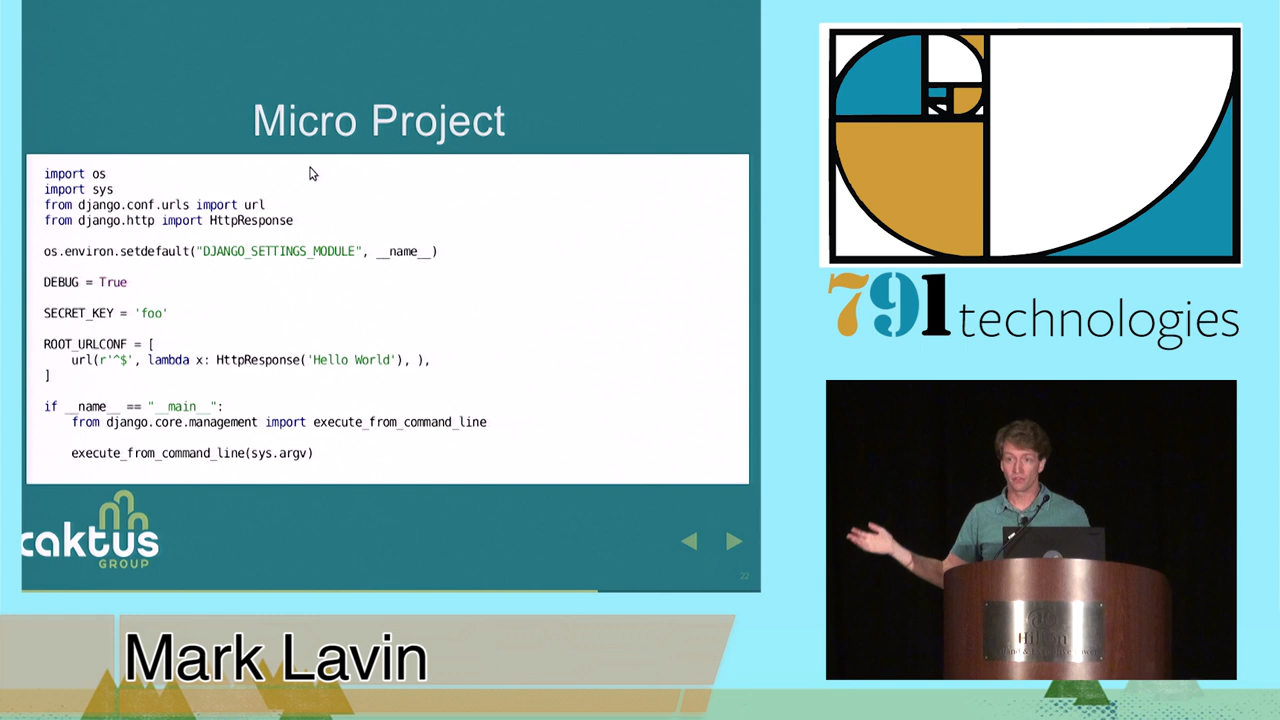 Micro Project
import os
import sys
from django.conf.urls import url
from django.http import HttpResponse
os.environ.setdefault("DJANGO_SETTINGS_MODULE", __name__)
DEBUG = True
SECRET_KEY = 'foo'
ROOT_URLCONF = [
url(r'^$', lambda x: HttpResponse('Hello World'), ),
]
if __name__ == "__main__":
from django.core.management import execute_from_command_line
execute_from_command_line(sys.argv)
caktus
GROUP
22
791 technologies
Hilton
Mark Lavin